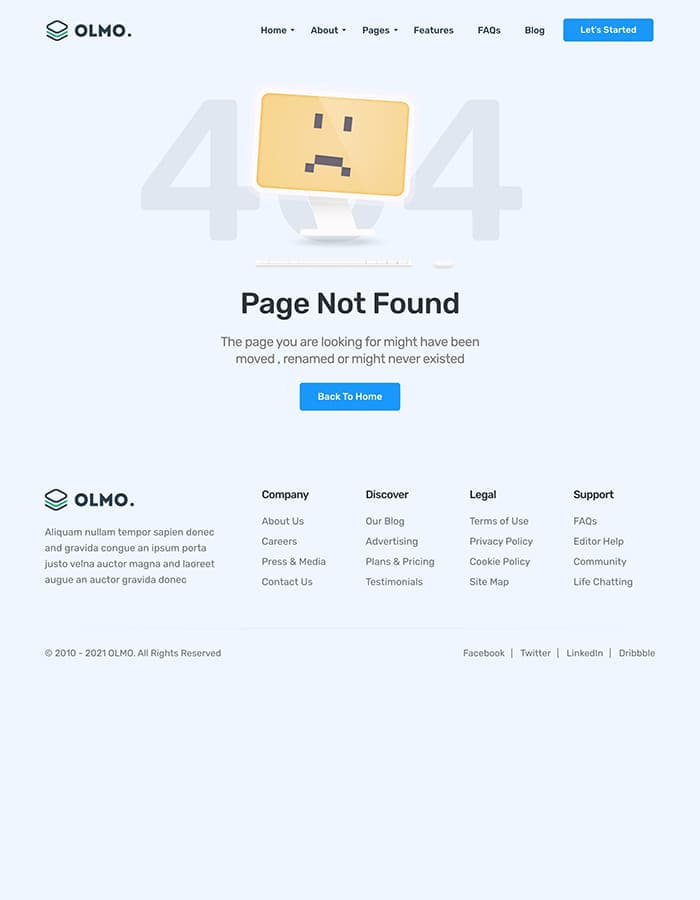 OLMO.
Home About Pages Features FAQs Blog Let's Started
404
Page Not Found
The page you are looking for might have been
moved , renamed or might never existed
Back To Home
OLMO.
Aliquam nullam tempor sapien donec
and gravida congue an ipsum porta
justo velna auctor magna and laoreet
augue an auctor gravida donec
Company
About Us
Careers
Press & Media
Contact Us
Discover
Our Blog
Advertising
Plans & Pricing
Testimonials
Legal
Terms of Use
Privacy Policy
Cookie Policy
Site Map
Support
FAQs
Editor Help
Community
Life Chatting
© 2010 - 2021 OLMO. All Rights Reserved
Facebook | Twitter | LinkedIn | Dribbble